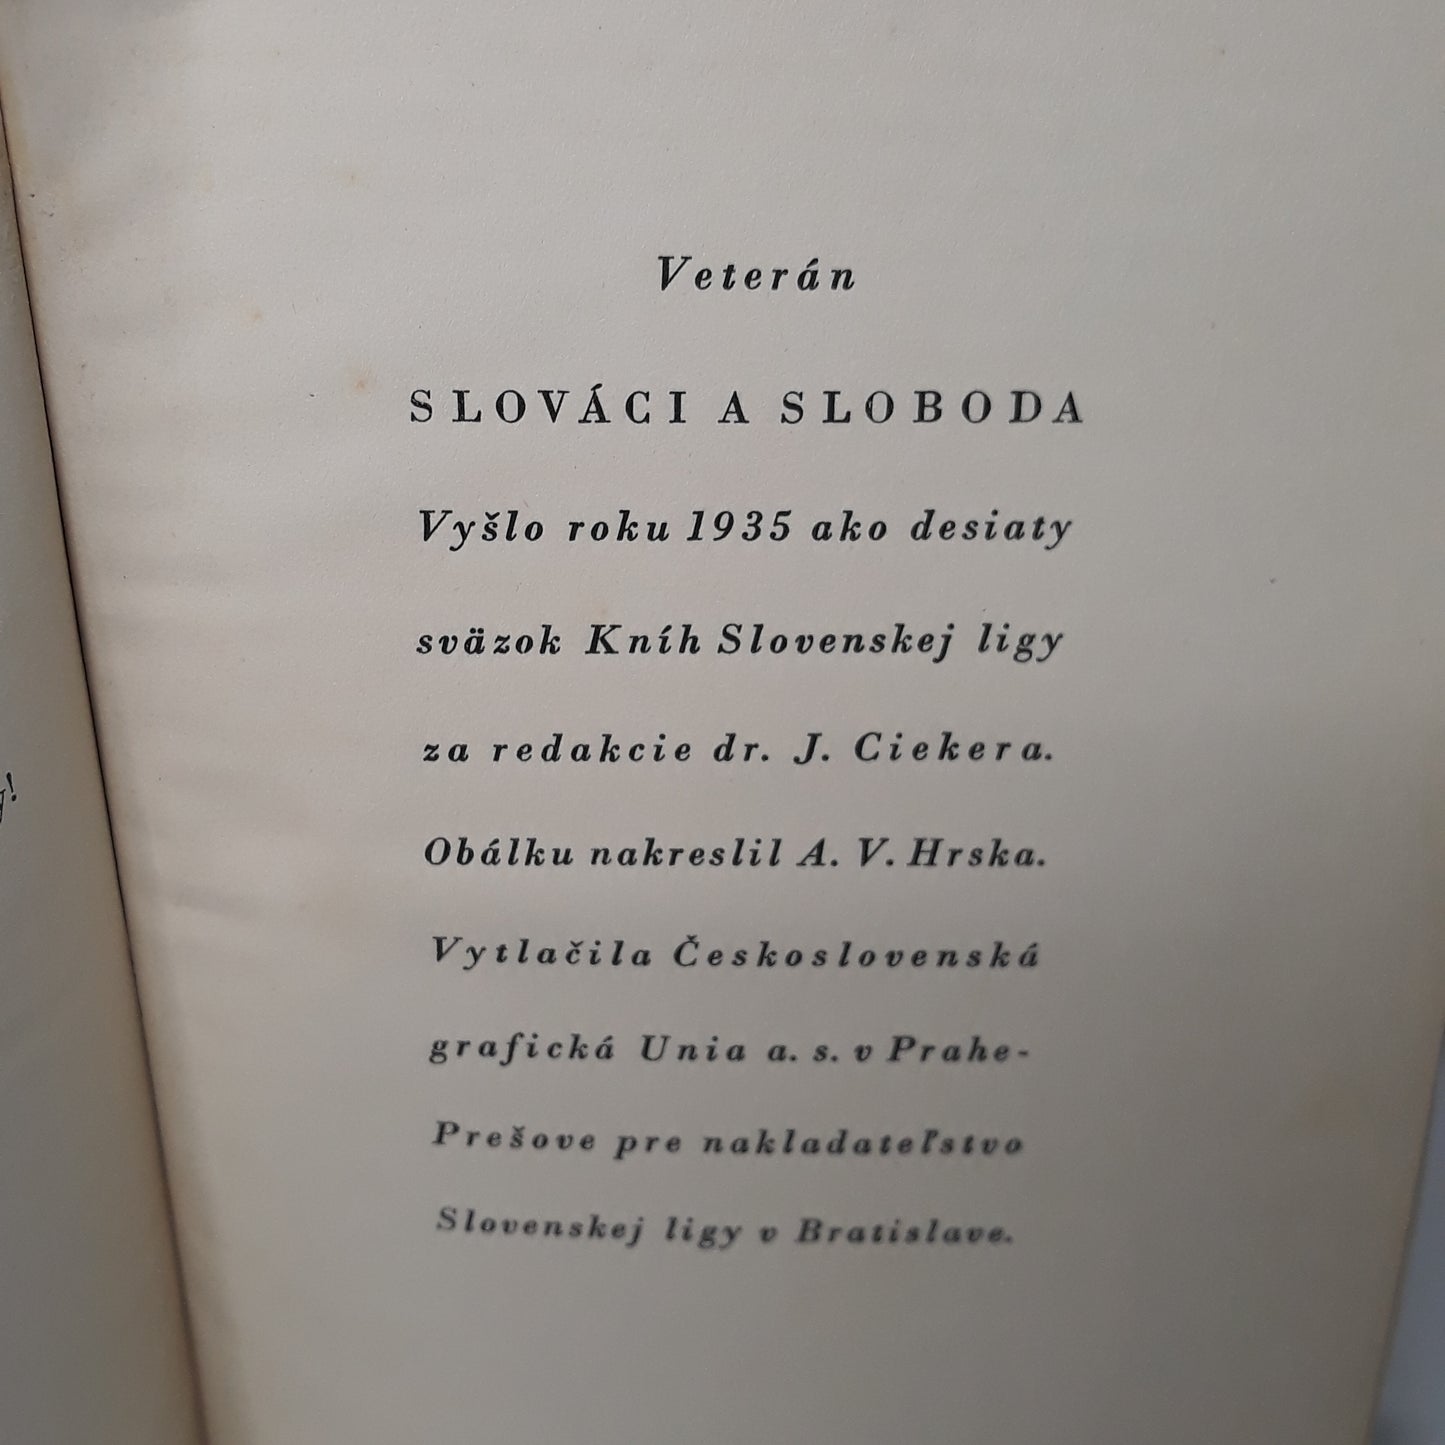 Veterán
SLOVÁCI A SLOBODA
Vyšlo roku 1935 ako desiaty
sväzok Kníh Slovenskej ligy
za redakcie dr. J. Ciekera.
Obálku nakreslil A. V. Hrska.
Vytlačila Československá
grafická Unia a. s. v Prahe-
Prešove pre nakladateľstvo
Slovenskej ligy v Bratislave.